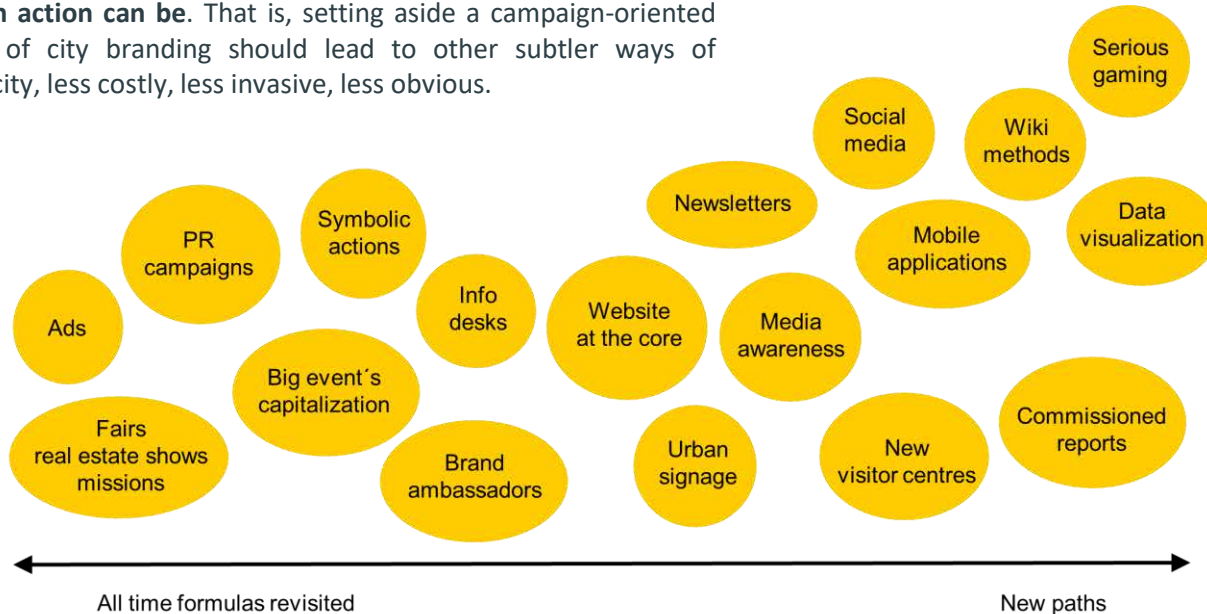 action can be. That is, setting aside a campaign-oriented
of city branding should lead to other subtler ways of
city, less costly, less invasive, less obvious.
Serious
gaming
Social
media
Wiki
methods
Newsletters
Symbolic
actions
PR
campaigns
Mobile
applications
Data
visualization
Ads
Info
desks
Website
at the core
Media
awareness
Big event´s
capitalization
Fairs
real estate shows
missions
Brand
ambassadors
Urban
signage
New
visitor centres
Commissioned
reports
All time formulas revisited
New paths